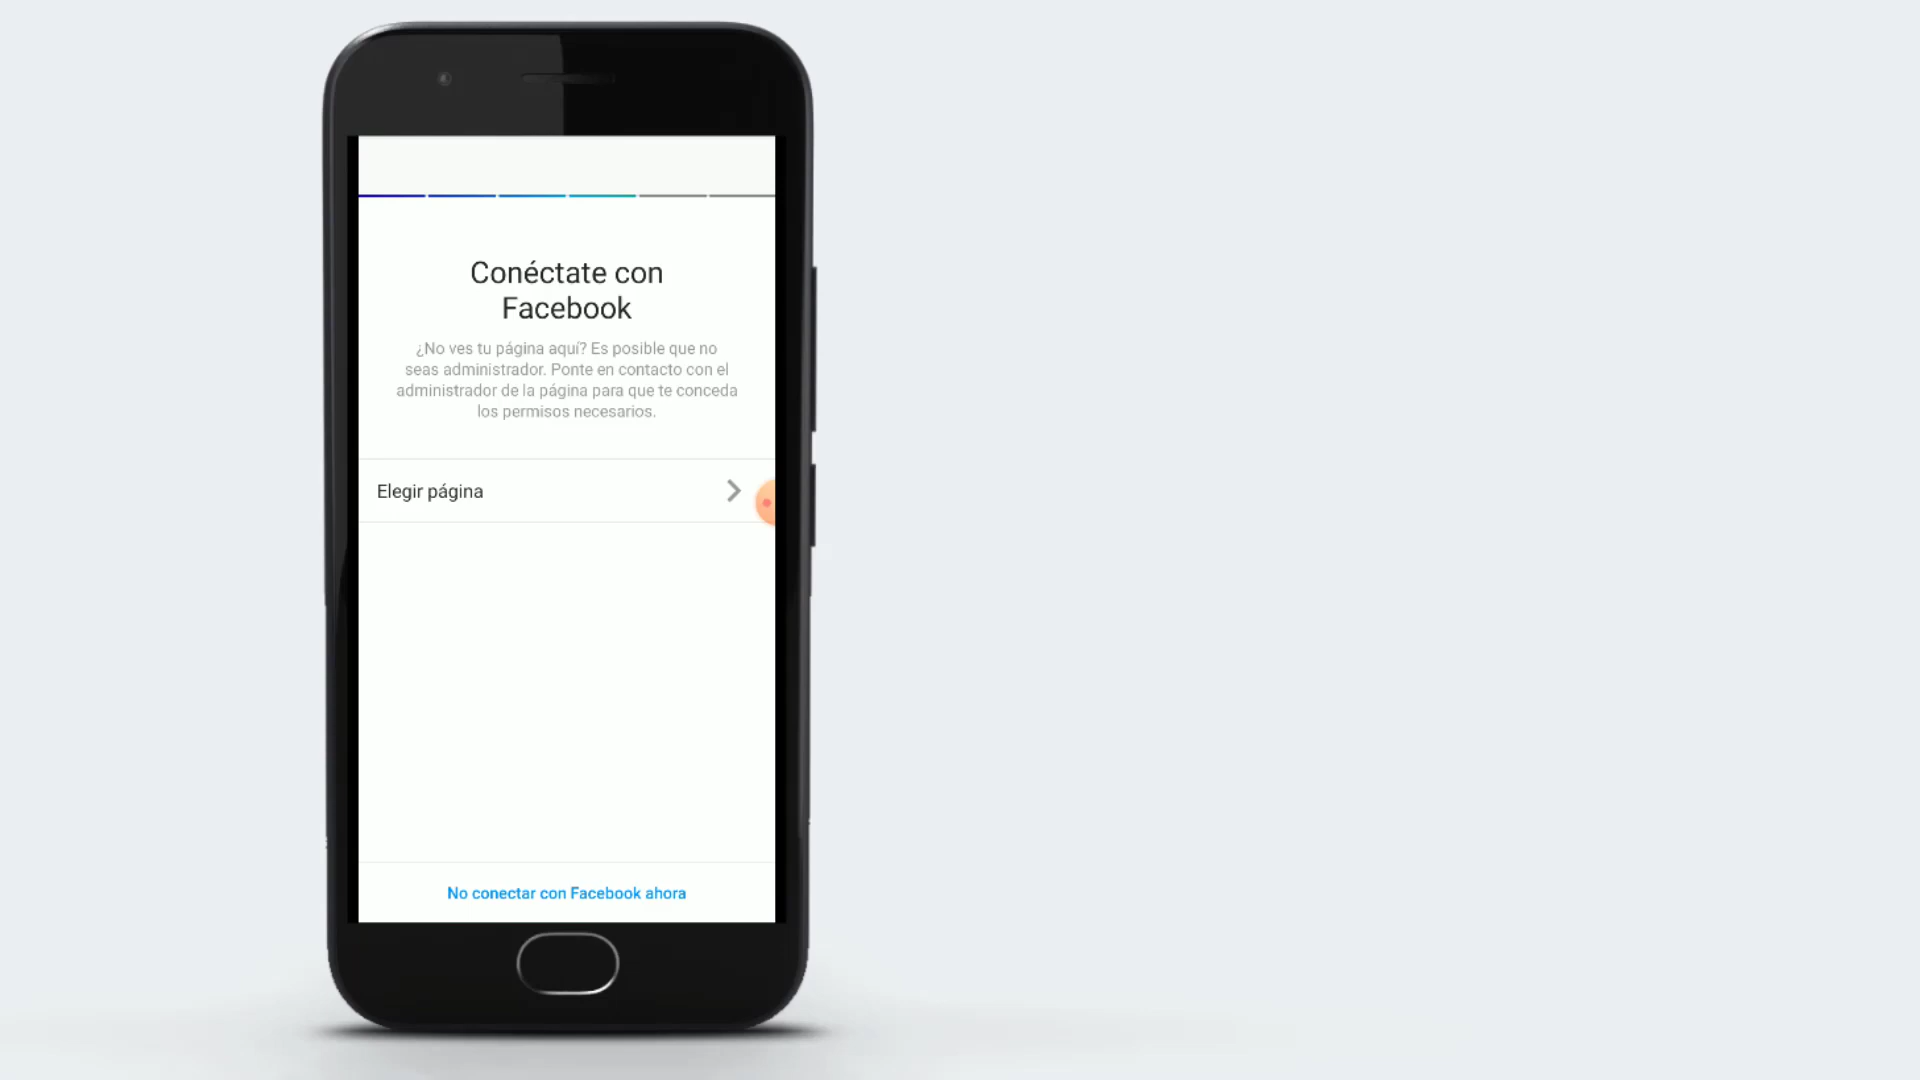 Conéctate con
Facebook
¿No ves tu página aquí? Es posible que no
seas administrador. Ponte en contacto con el
administrador de la página para que te conceda
los permisos necesarios.
Elegir página
No conectar con Facebook ahora